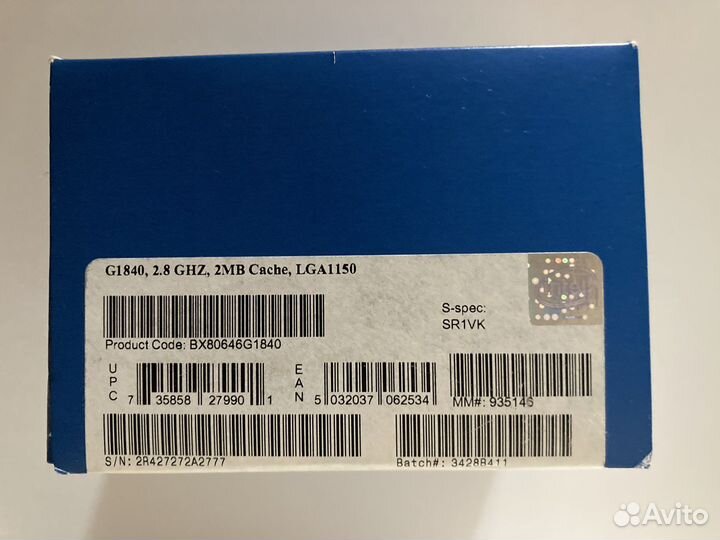 G1840, 2.8 GHZ, 2MB Cache, LGA1150
S-spec:
SR1VK
Product Code: BX80646G1840
UPC 7 35858 27990 1
EAN 5 032037 062534
MM#: 935146
S/N: 2R427272A2777
Batch#: 3428B411
intel
Avito